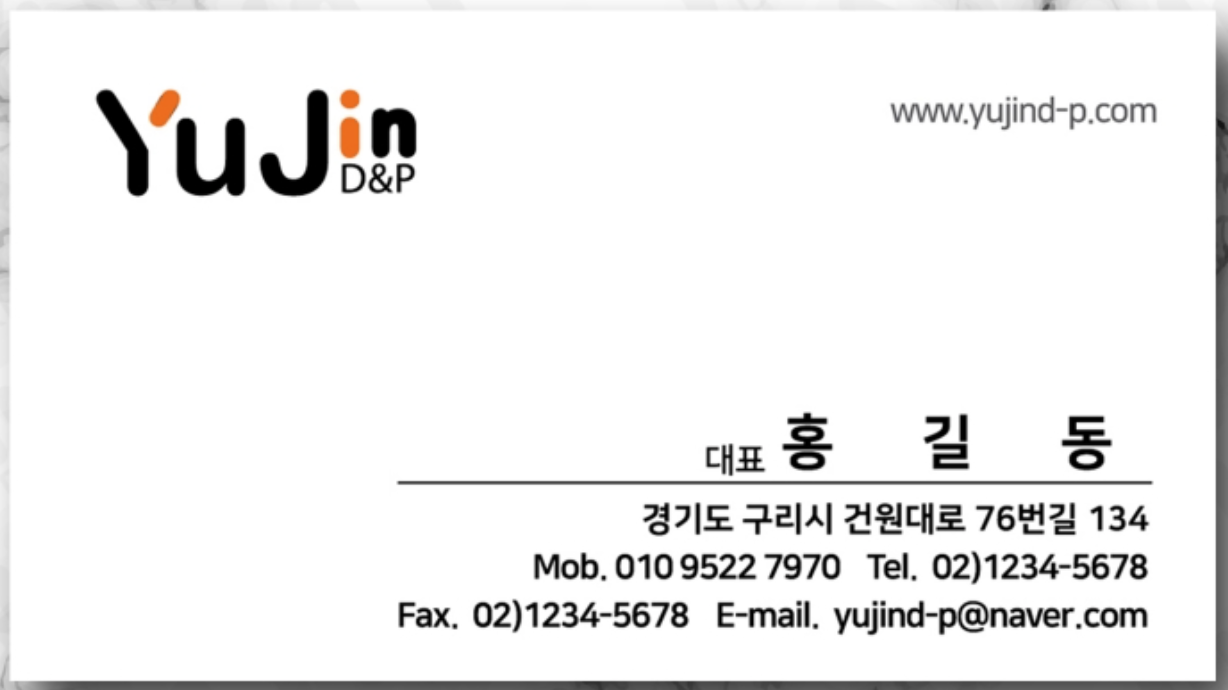 YuJin
D&P
www.yujind-p.com
대표 홍 길 동
경기도 구리시 건원대로 76번길 134
Mob. 010 9522 7970 Tel. 02)1234-5678
Fax. 02)1234-5678 E-mail. yujind-p@naver.com